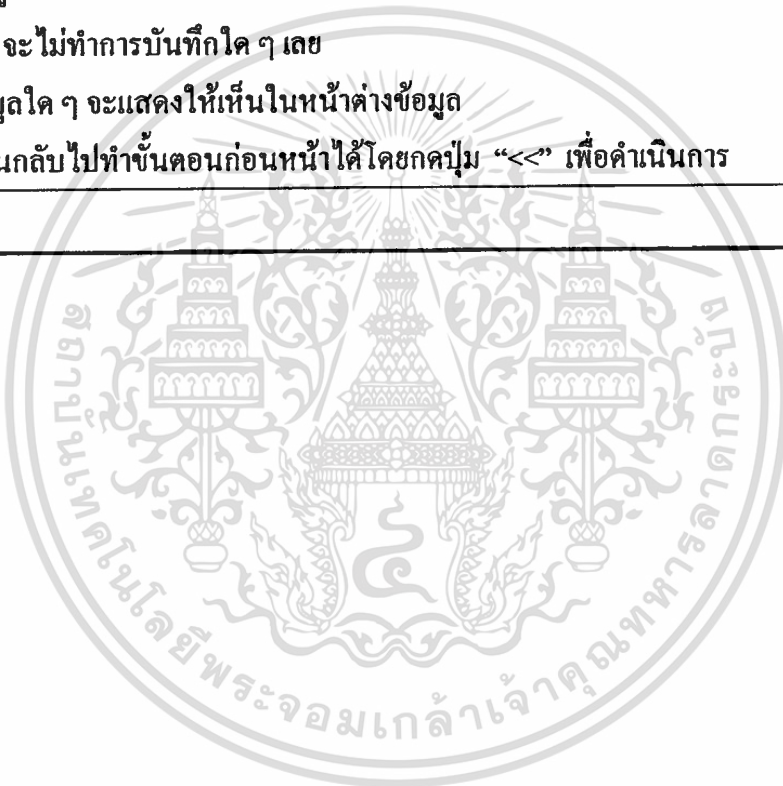 จะไม่ทำการบันทึกใด ๆ เลย
มูลใด ๆ จะแสดงให้เห็นในหน้าต่างข้อมูล
นกลับไปทำขั้นตอนก่อนหน้าได้โดยกดปุ่ม “<<” เพื่อดำเนินการ
สถาบันเทคโนโลยีพระจอมเกล้าเจ้าคุณทหารลาดกระบัง